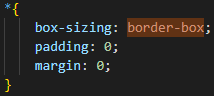 *{
    box-sizing: border-box;
    padding: 0;
    margin: 0;
}